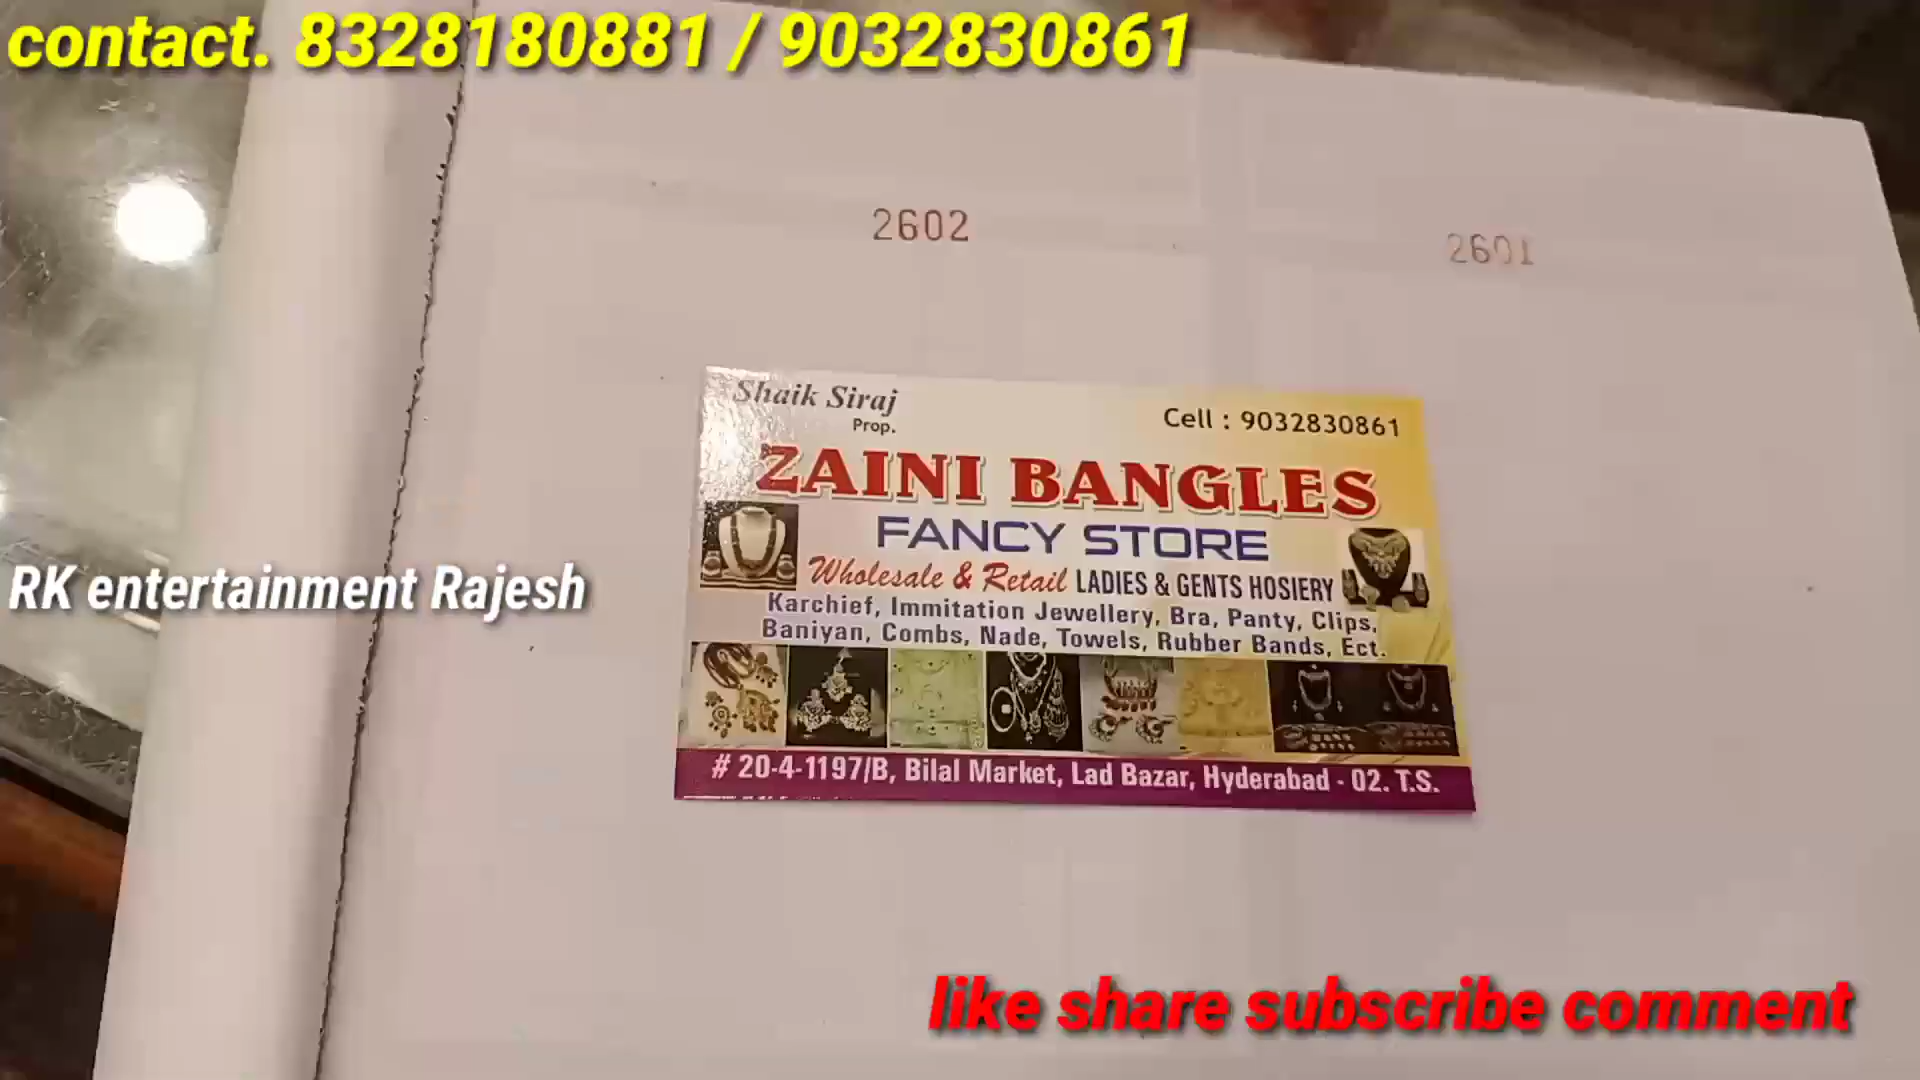 contact. 8328180881 / 9032830861
2602
2601
Shaik Siraj
Prop.
Cell : 9032830861
ZAINI BANGLES
FANCY STORE
Wholesale & Retail LADIES & GENTS HOSIERY
Karchief, Immitation Jewellery, Bra, Panty, Clips,
Baniyan, Combs, Nade, Towels, Rubber Bands, Ect.
# 20-4-1197/B, Bilal Market, Lad Bazar, Hyderabad - 02. T.S.
RK entertainment Rajesh
like share subscribe comment